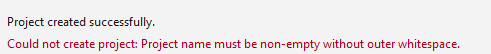 Project created successfully.
Could not create project: Project name must be non-empty without outer whitespace.